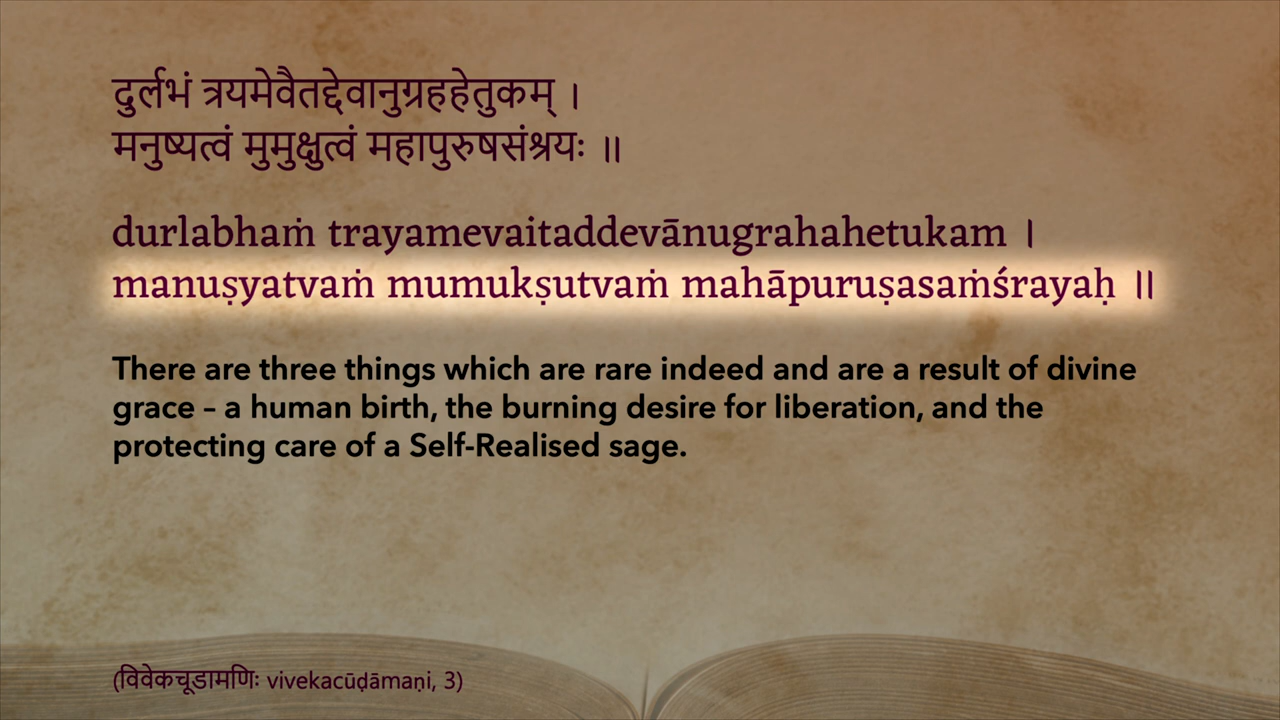 दुर्लभं त्रयमेवैतद्देवानुग्रहहेतुकम् ।
मनुष्यत्वं मुमुक्षुत्वं महापुरुषसंश्रयः ॥
durlabhaṁ trayamevaitaddevānugrahahetukam ।
manuṣyatvaṁ mumukṣutvaṁ mahāpuruṣasaṁśrayaḥ ॥
There are three things which are rare indeed and are a result of divine
grace – a human birth, the burning desire for liberation, and the
protecting care of a Self-Realised sage.
(विवेकचूडामणिः vivekacūḍāmaṇi, 3)